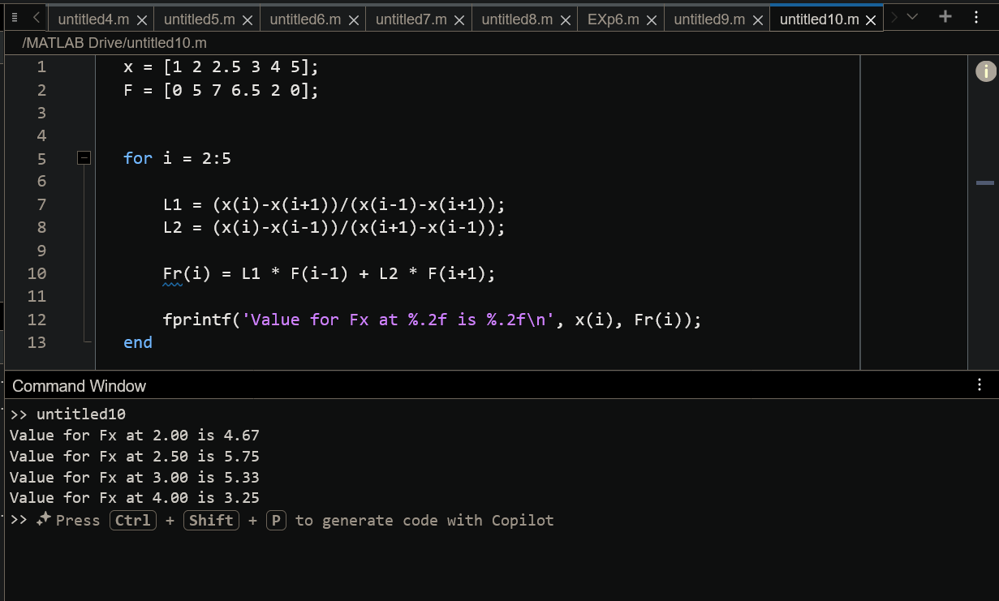 untitled4.m untitled5.m untitled6.m untitled7.m untitled8.m EXp6.m untitled9.m untitled10.m
/MATLAB Drive/untitled10.m
1 x = [1 2 2.5 3 4 5];
2 F = [0 5 7 6.5 2 0];
3
4
5 for i = 2:5
6
7 L1 = (x(i)-x(i+1))/(x(i-1)-x(i+1));
8 L2 = (x(i)-x(i-1))/(x(i+1)-x(i-1));
9
10 Fr(i) = L1 * F(i-1) + L2 * F(i+1);
11
12 fprintf('Value for Fx at %.2f is %.2f\n', x(i), Fr(i));
13 end
Command Window
>> untitled10
Value for Fx at 2.00 is 4.67
Value for Fx at 2.50 is 5.75
Value for Fx at 3.00 is 5.33
Value for Fx at 4.00 is 3.25
>> Press Ctrl + Shift + P to generate code with Copilot